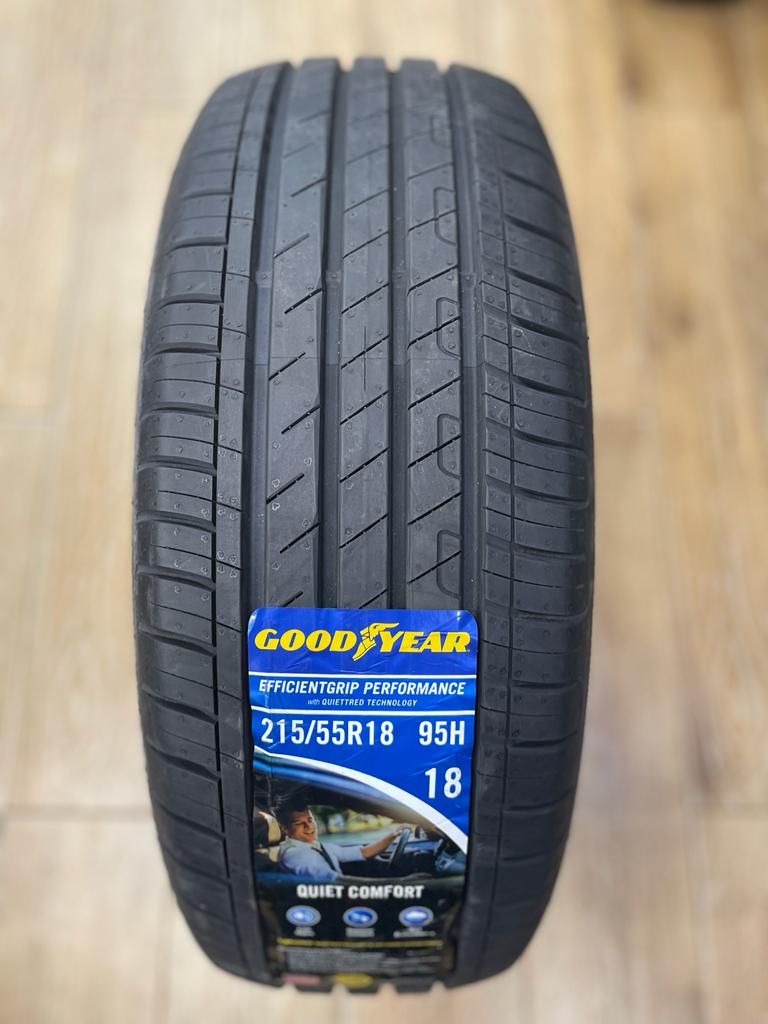 GOODYEAR
EFFICIENTGRIP PERFORMANCE
with QUIETTRED TECHNOLOGY
215/55R18 95H
18
QUIET COMFORT